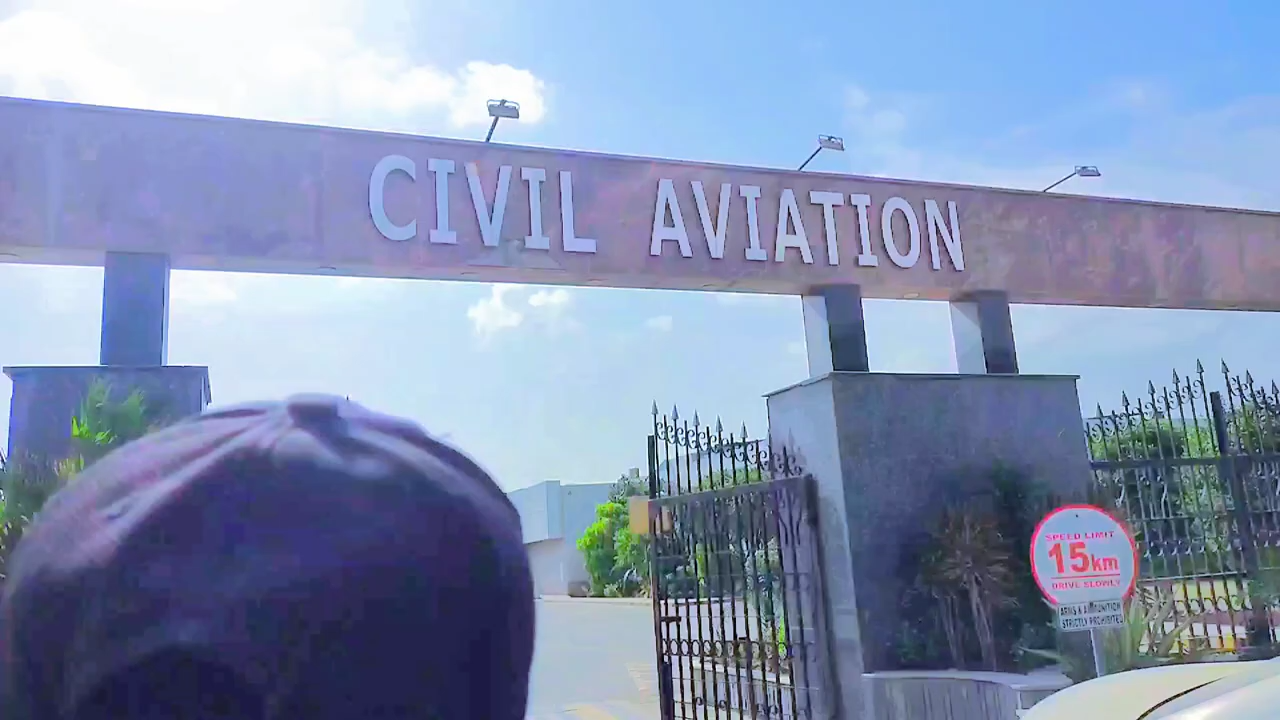 CIVIL AVIATION
SPEED LIMIT
15km
DRIVE SLOWLY
ARMS & AMMUNITION
STRICTLY PROHIBITED